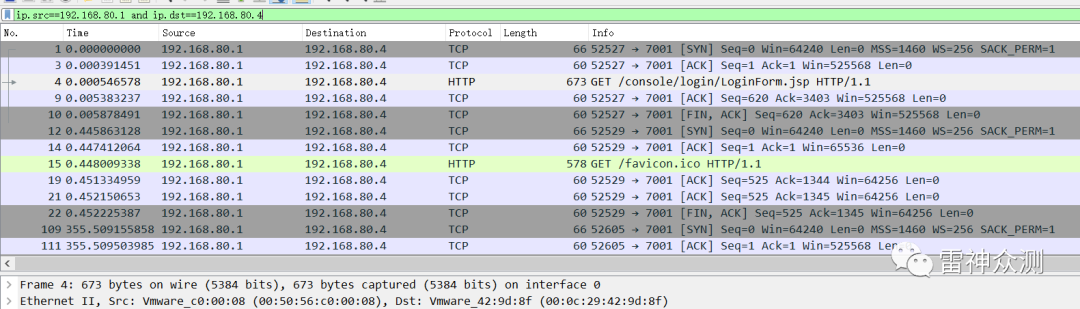 ip.src==192.168.80.1 and ip.dst==192.168.80.4
No. Time Source Destination Protocol Length Info
1 0.000000000 192.168.80.1 192.168.80.4 TCP 66 52527 → 7001 [SYN] Seq=0 Win=64240 Len=0 MSS=1460 WS=256 SACK_PERM=1
3 0.000391451 192.168.80.1 192.168.80.4 TCP 60 52527 → 7001 [ACK] Seq=1 Ack=1 Win=525568 Len=0
4 0.000546578 192.168.80.1 192.168.80.4 HTTP 673 GET /console/login/LoginForm.jsp HTTP/1.1
9 0.005383237 192.168.80.1 192.168.80.4 TCP 60 52527 → 7001 [ACK] Seq=620 Ack=3403 Win=525568 Len=0
10 0.005878491 192.168.80.1 192.168.80.4 TCP 60 52527 → 7001 [FIN, ACK] Seq=620 Ack=3403 Win=525568 Len=0
12 0.445863128 192.168.80.1 192.168.80.4 TCP 66 52529 → 7001 [SYN] Seq=0 Win=64240 Len=0 MSS=1460 WS=256 SACK_PERM=1
14 0.447412064 192.168.80.1 192.168.80.4 TCP 60 52529 → 7001 [ACK] Seq=1 Ack=1 Win=65536 Len=0
15 0.448009338 192.168.80.1 192.168.80.4 HTTP 578 GET /favicon.ico HTTP/1.1
19 0.451334959 192.168.80.1 192.168.80.4 TCP 60 52529 → 7001 [ACK] Seq=525 Ack=1344 Win=64256 Len=0
21 0.452150653 192.168.80.1 192.168.80.4 TCP 60 52529 → 7001 [ACK] Seq=525 Ack=1345 Win=64256 Len=0
22 0.452225387 192.168.80.1 192.168.80.4 TCP 60 52529 → 7001 [FIN, ACK] Seq=525 Ack=1345 Win=64256 Len=0
109 355.509155858 192.168.80.1 192.168.80.4 TCP 66 52605 → 7001 [SYN] Seq=0 Win=64240 Len=0 MSS=1460 WS=256 SACK_PERM=1
111 355.509503985 192.168.80.1 192.168.80.4 TCP 60 52605 → 7001 [ACK] Seq=1 Ack=1 Win=525568
雷神众测
Frame 4: 673 bytes on wire (5384 bits), 673 bytes captured (5384 bits) on interface 0
Ethernet II, Src: Vmware_c0:00:08 (00:50:56:c0:00:08), Dst: Vmware_42:9d:8f (00:0c:29:42:9d:8f)